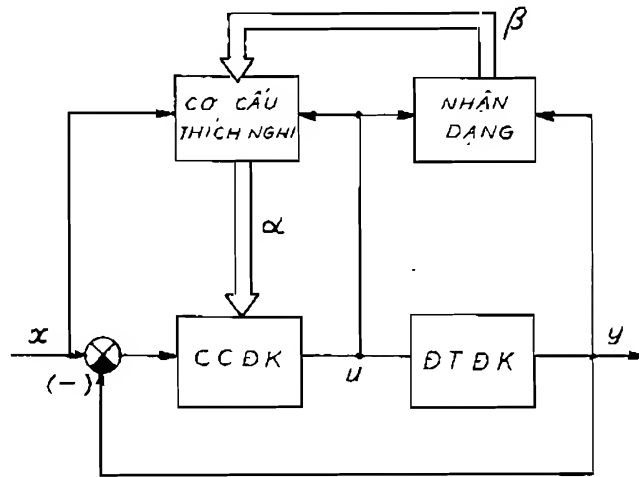 β
CƠ CẤU
THÍCH NGHI
NHẬN
DẠNG
α
x
(-)
CCĐK
u
ĐTĐK
y